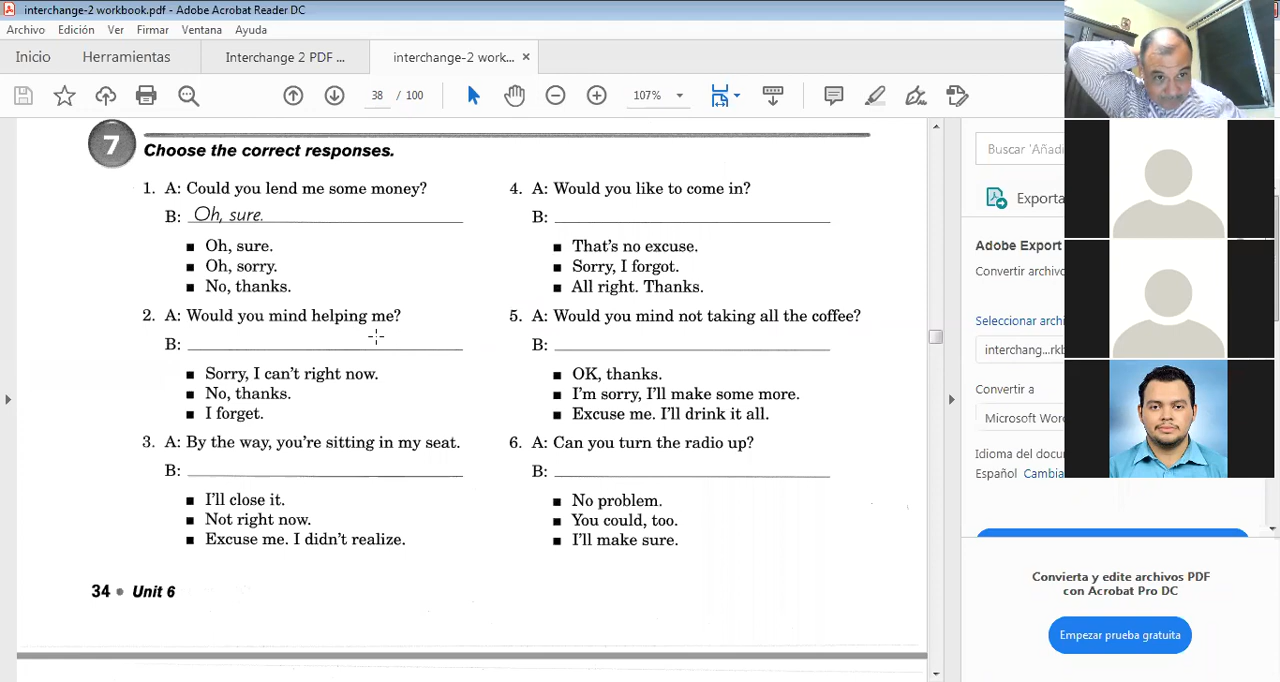 interchange-2 workbook.pdf - Adobe Acrobat Reader DC
Archivo Edición Ver Firmar Ventana Ayuda
Inicio Herramientas Interchange 2 PDF ... interchange-2 work... ×
38 / 100 107%
7 Choose the correct responses.
1. A: Could you lend me some money?
B: Oh, sure.
■ Oh, sure.
■ Oh, sorry.
■ No, thanks.
2. A: Would you mind helping me?
B:
■ Sorry, I can't right now.
■ No, thanks.
■ I forget.
3. A: By the way, you're sitting in my seat.
B:
■ I'll close it.
■ Not right now.
■ Excuse me. I didn't realize.
4. A: Would you like to come in?
B:
■ That's no excuse.
■ Sorry, I forgot.
■ All right. Thanks.
5. A: Would you mind not taking all the coffee?
B:
■ OK, thanks.
■ I'm sorry, I'll make some more.
■ Excuse me. I'll drink it all.
6. A: Can you turn the radio up?
B:
■ No problem.
■ You could, too.
■ I'll make sure.
34 • Unit 6
Buscar 'Añadi
Exporta
Adobe Export
Convertir archivo
Seleccionar archi
interchang...rkb
Convertir a
Microsoft Word
Idioma del docum
Español Cambia
Convierta y edite archivos PDF
con Acrobat Pro DC
Empezar prueba gratuita